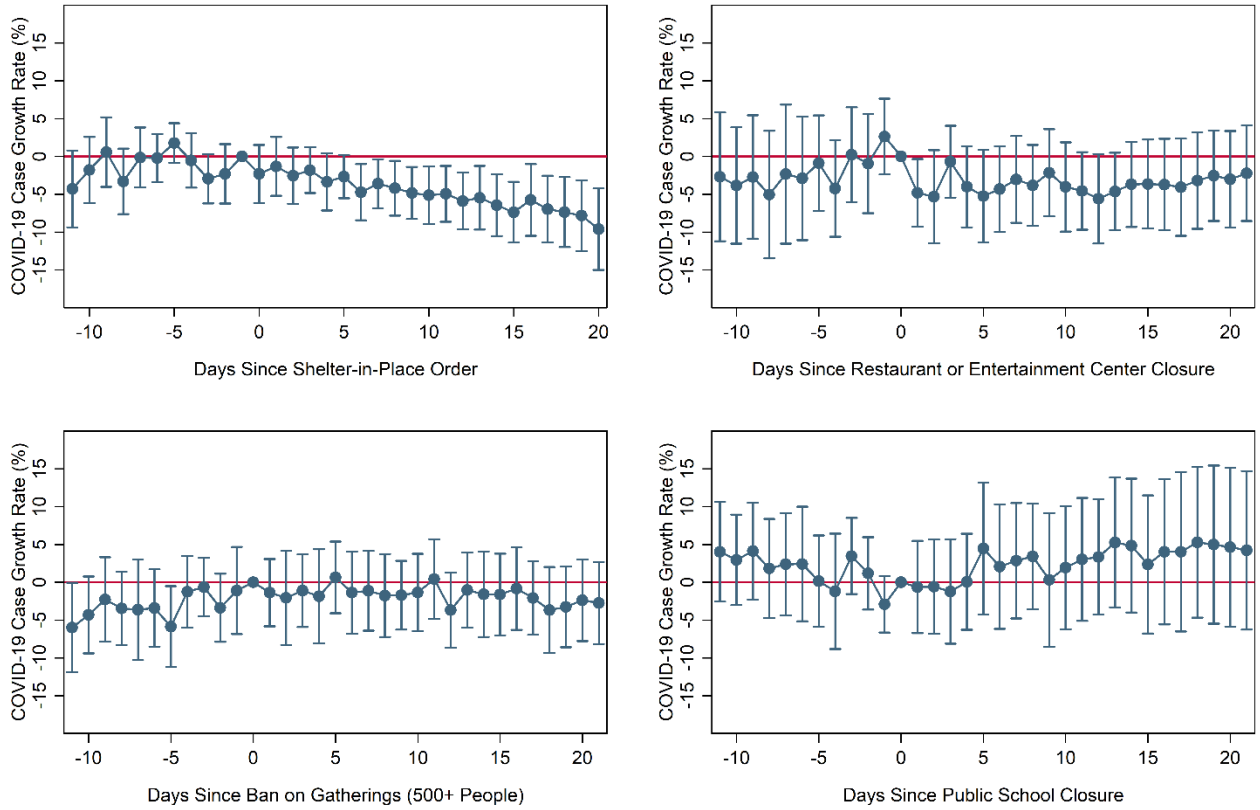 COVID-19 Case Growth Rate (%)
15
10
5
0
-5
-10
-15
-10 -5 0 5 10 15 20
Days Since Shelter-in-Place Order
COVID-19 Case Growth Rate (%)
15
10
5
0
-5
-10
-15
-10 -5 0 5 10 15 20
Days Since Restaurant or Entertainment Center Closure
COVID-19 Case Growth Rate (%)
15
10
5
0
-5
-10
-15
-10 -5 0 5 10 15 20
Days Since Ban on Gatherings (500+ People)
COVID-19 Case Growth Rate (%)
15
10
5
0
-5
-10
-15
-10 -5 0 5 10 15 20
Days Since Public School Closure